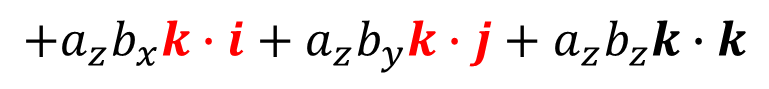 +a_z b_x k · i + a_z b_y k · j + a_z b_z k · k